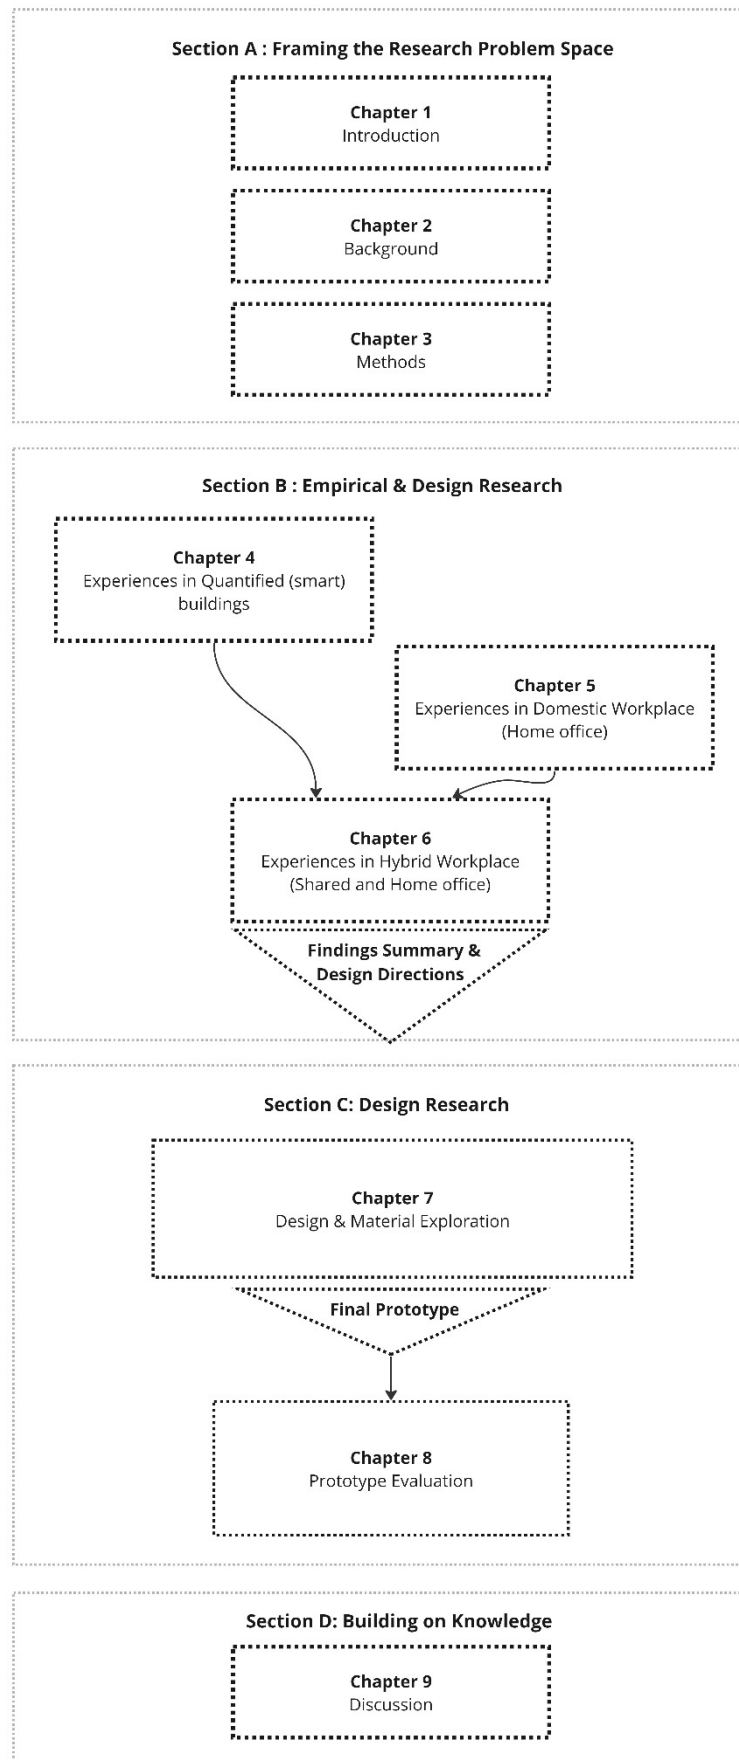 Section A : Framing the Research Problem Space
Chapter 1
Introduction
Chapter 2
Background
Chapter 3
Methods
Section B : Empirical & Design Research
Chapter 4
Experiences in Quantified (smart)
buildings
Chapter 5
Experiences in Domestic Workplace
(Home office)
Chapter 6
Experiences in Hybrid Workplace
(Shared and Home office)
Findings Summary &
Design Directions
Section C: Design Research
Chapter 7
Design & Material Exploration
Final Prototype
Chapter 8
Prototype Evaluation
Section D: Building on Knowledge
Chapter 9
Discussion